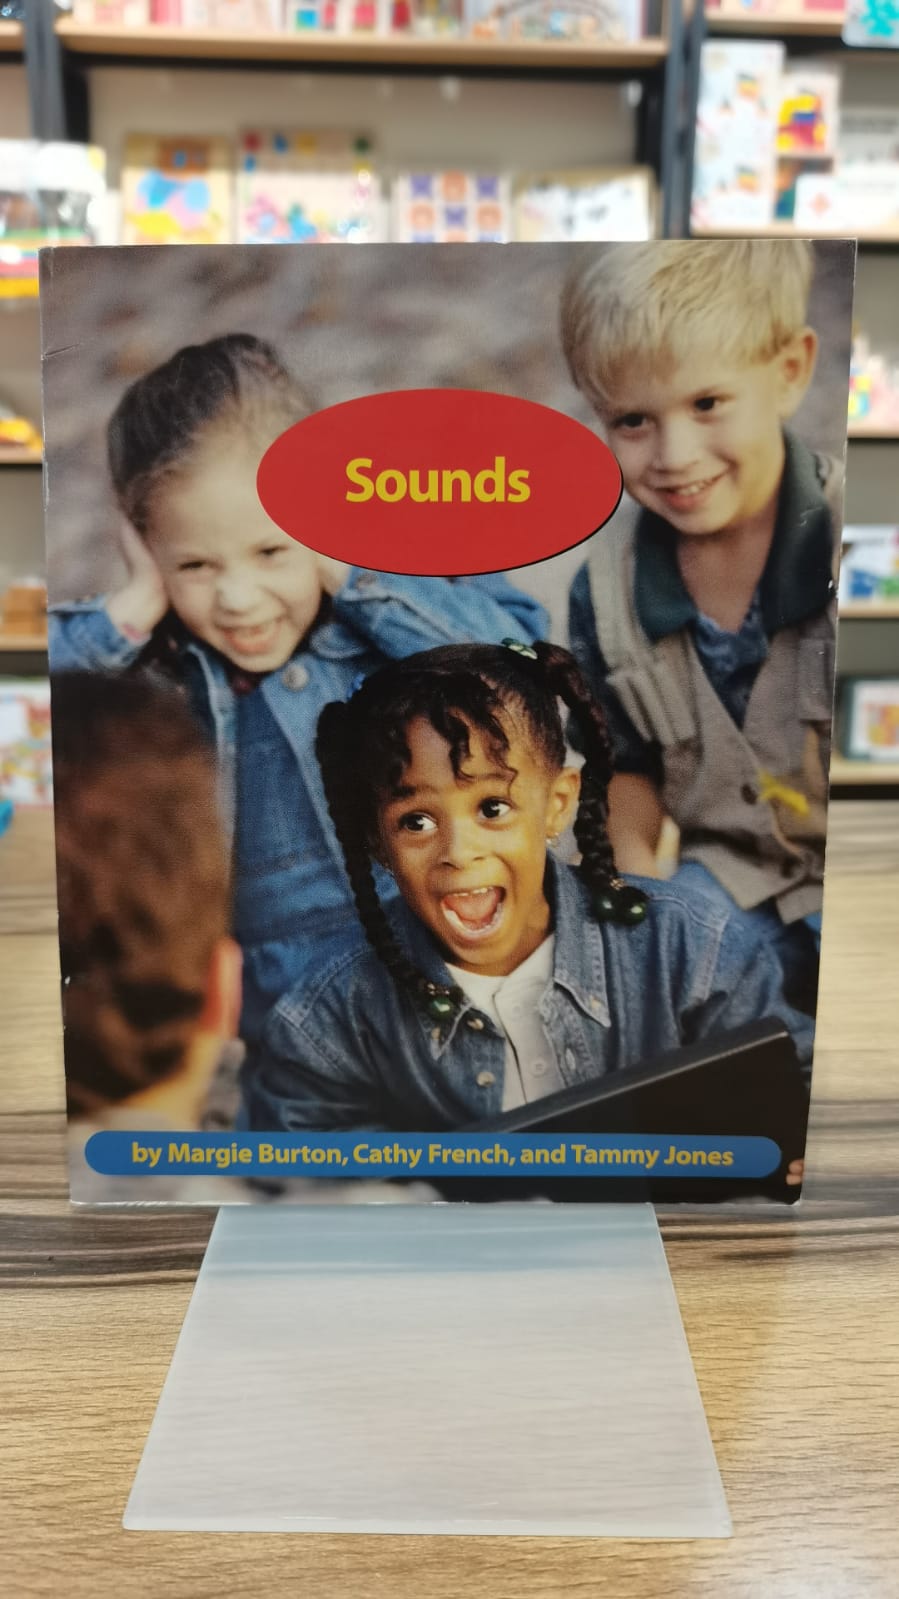 Sounds
by Margie Burton, Cathy French, and Tammy Jones